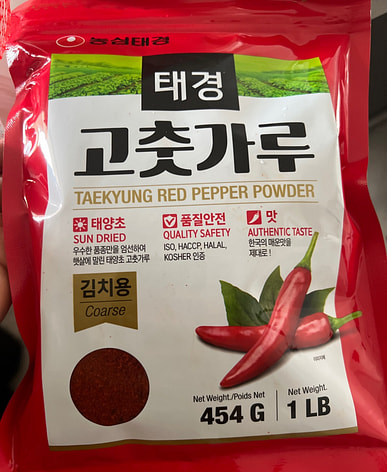 농심태경
태경
고춧가루
TAEKYUNG RED PEPPER POWDER
태양초
SUN DRIED
우수한 품종만을 엄선하여
햇살에 말린 태양초 고춧가루
품질안전
QUALITY SAFETY
ISO, HACCP, HALAL,
KOSHER 인증
맛
AUTHENTIC TASTE
한국의 매운맛을
제대로!
김치용
Coarse
이미지예
Net Weight./Poids Net
454 G
Net Weight.
1 LB